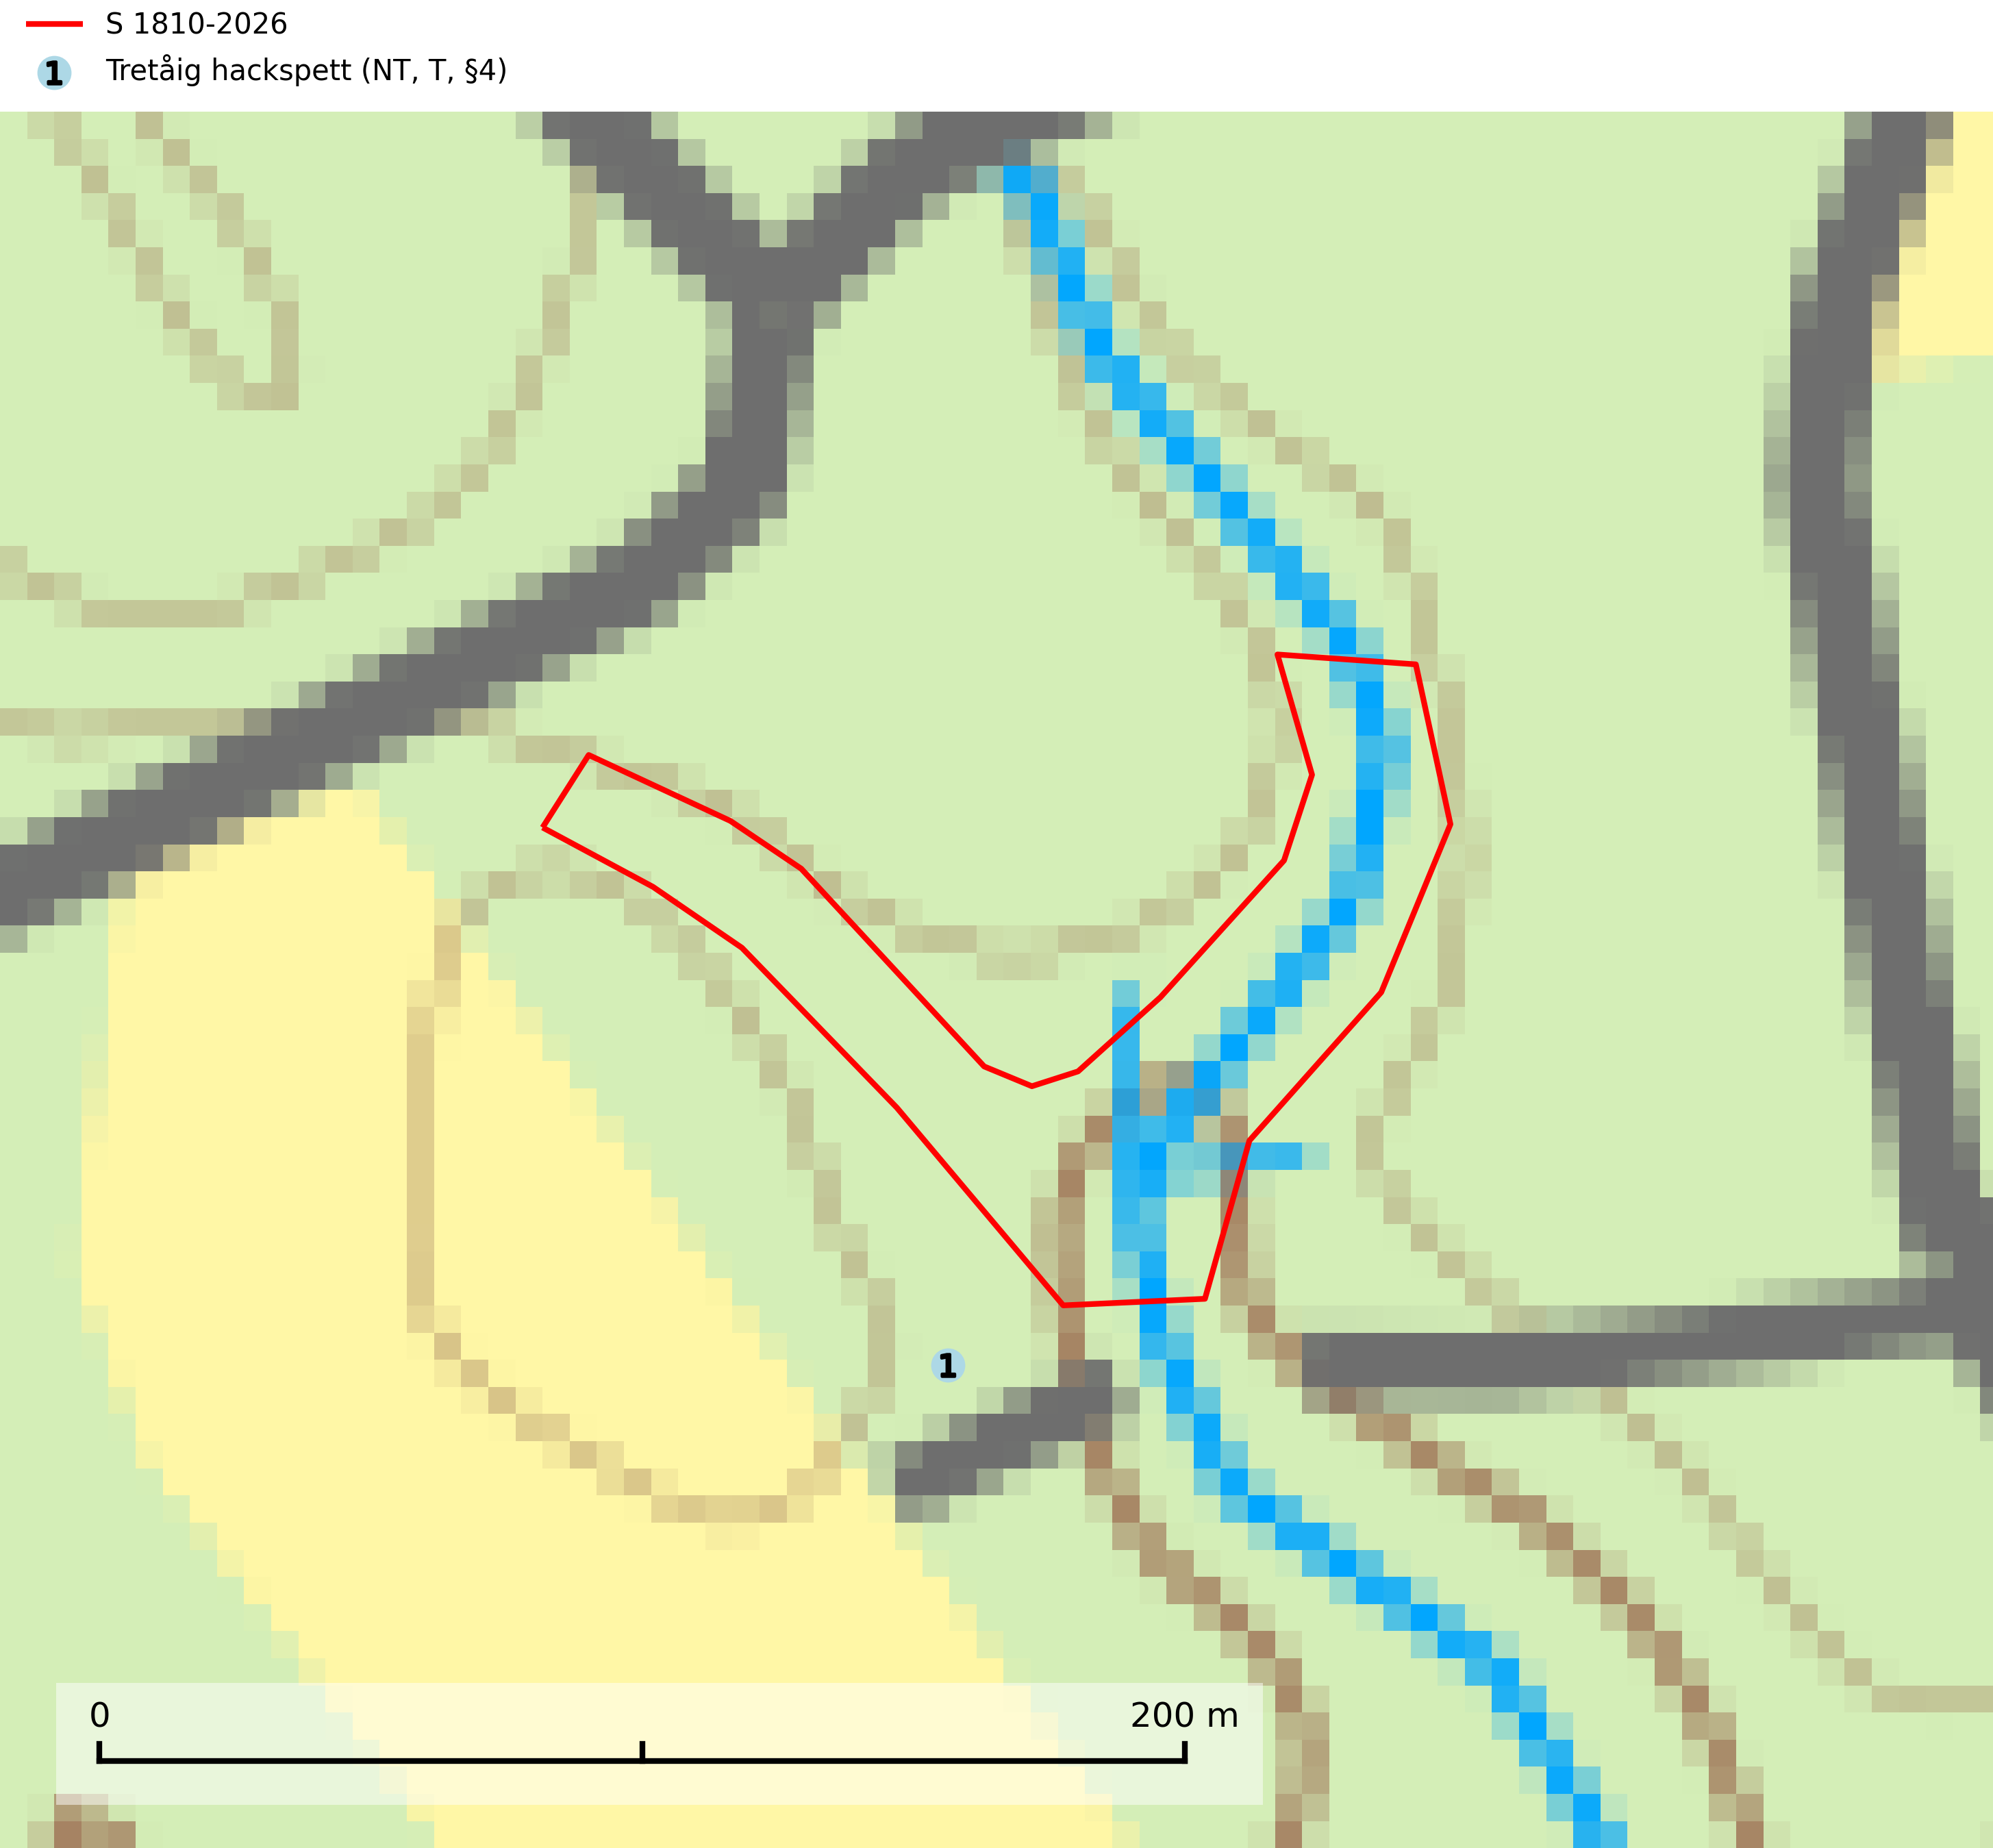 S 1810-2026
1 Tretåig hackspett (NT, T, §4)
1
0 200 m